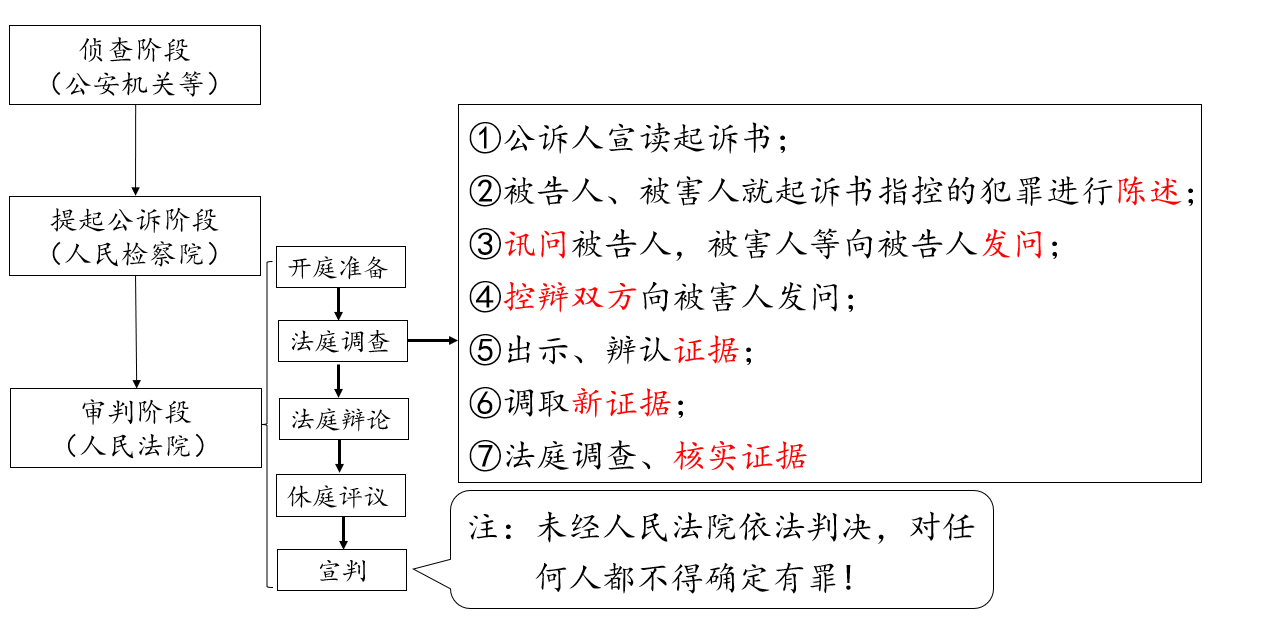 侦查阶段
（公安机关等）
提起公诉阶段
（人民检察院）
审判阶段
（人民法院）
开庭准备
法庭调查
法庭辩论
休庭评议
宣判
①公诉人宣读起诉书；
②被告人、被害人就起诉书指控的犯罪进行陈述；
③讯问被告人，被害人等向被告人发问；
④控辩双方向被害人发问；
⑤出示、辨认证据；
⑥调取新证据；
⑦法庭调查、核实证据
注：未经人民法院依法判决，对任
何人都不得确定有罪！